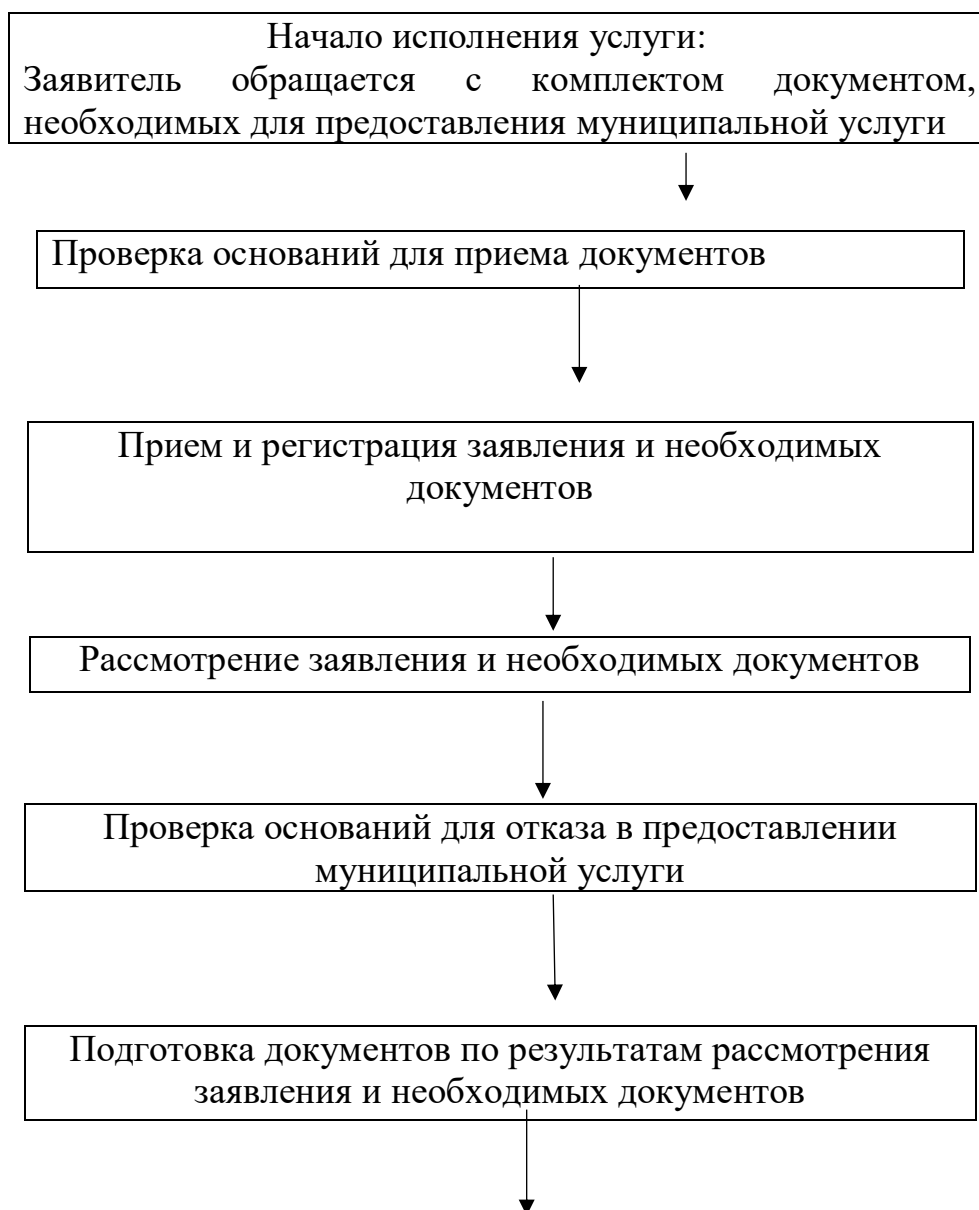 Начало исполнения услуги:
Заявитель обращается с комплектом документом,
необходимых для предоставления муниципальной услуги
Проверка оснований для приема документов
Прием и регистрация заявления и необходимых
документов
Рассмотрение заявления и необходимых документов
Проверка оснований для отказа в предоставлении
муниципальной услуги
Подготовка документов по результатам рассмотрения
заявления и необходимых документов